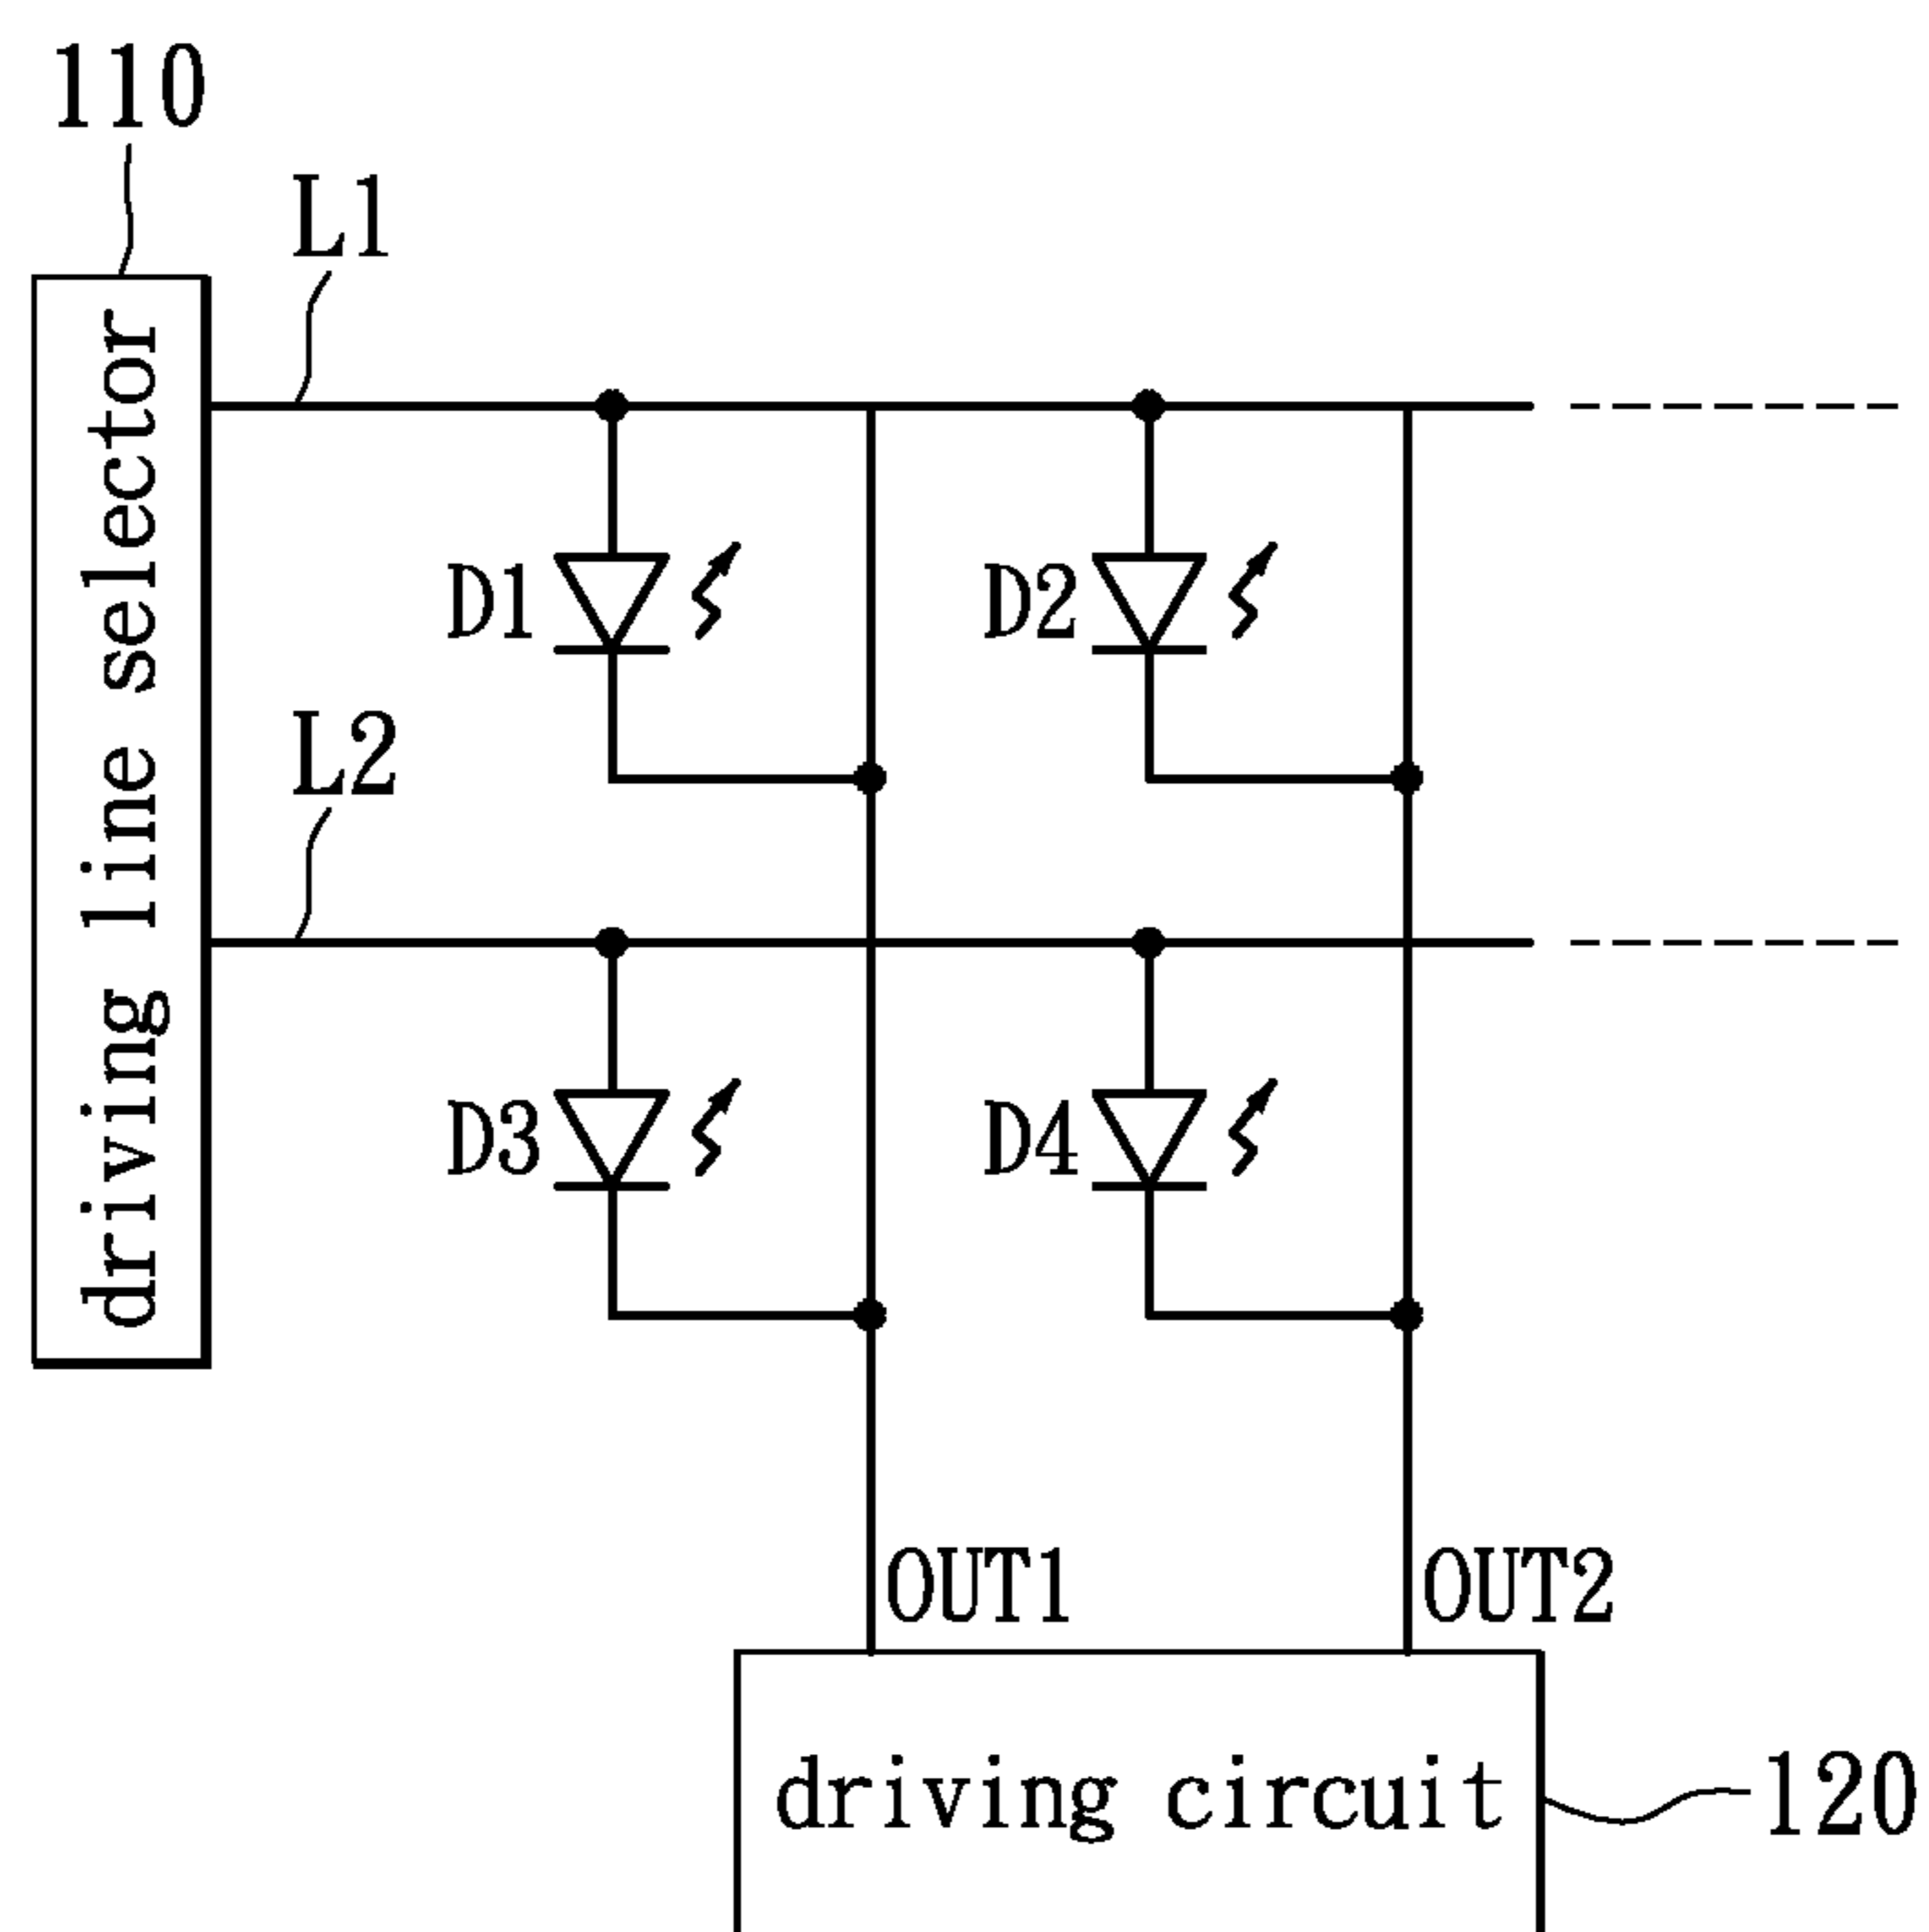 110
L1
driving line selector
D1
D2
L2
D3
D4
OUT1
OUT2
driving circuit
120